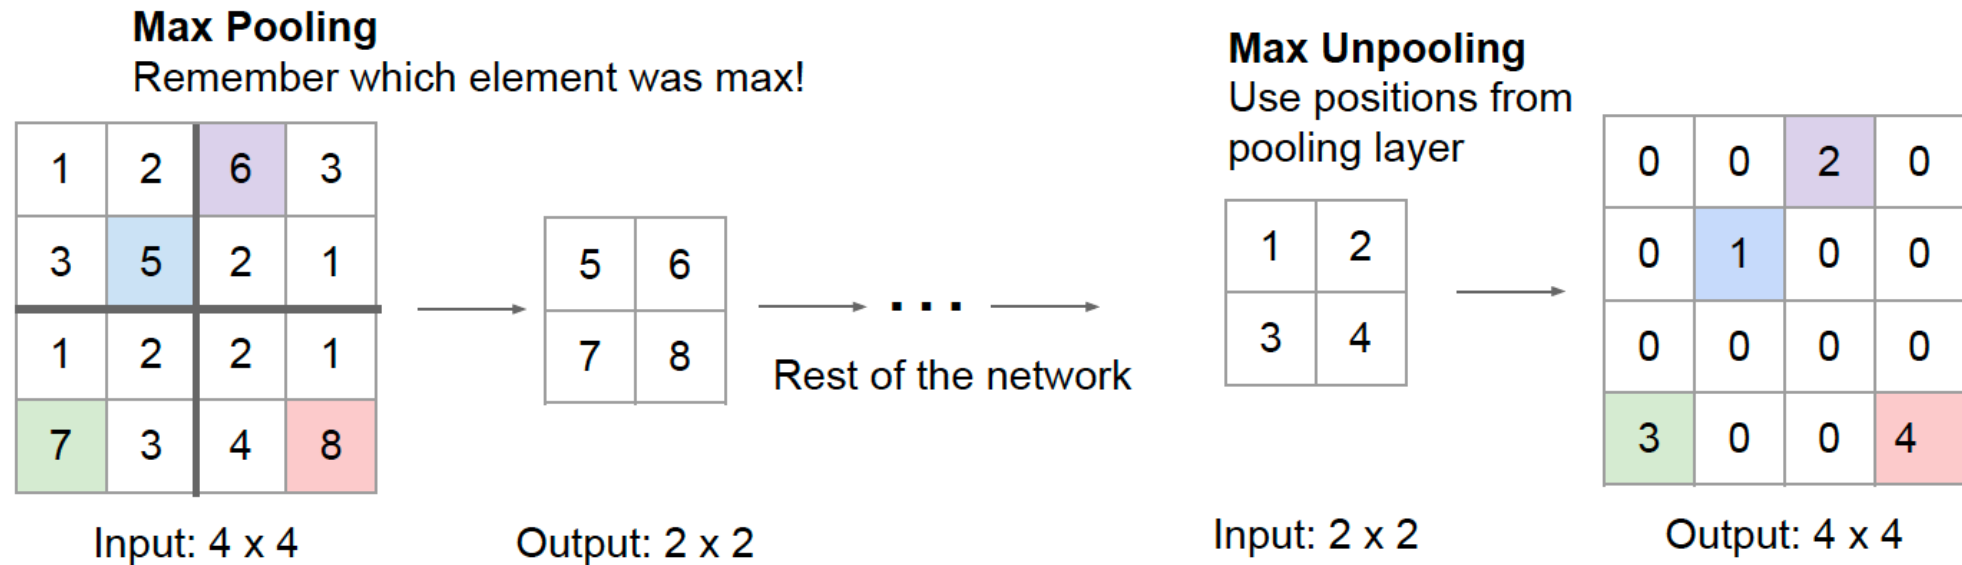 Max Pooling
Remember which element was max!
1 2 6 3
3 5 2 1
1 2 2 1
7 3 4 8
Input: 4 x 4
5 6
7 8
Output: 2 x 2
...
Rest of the network
Max Unpooling
Use positions from
pooling layer
1 2
3 4
Input: 2 x 2
0 0 2 0
0 1 0 0
0 0 0 0
3 0 0 4
Output: 4 x 4